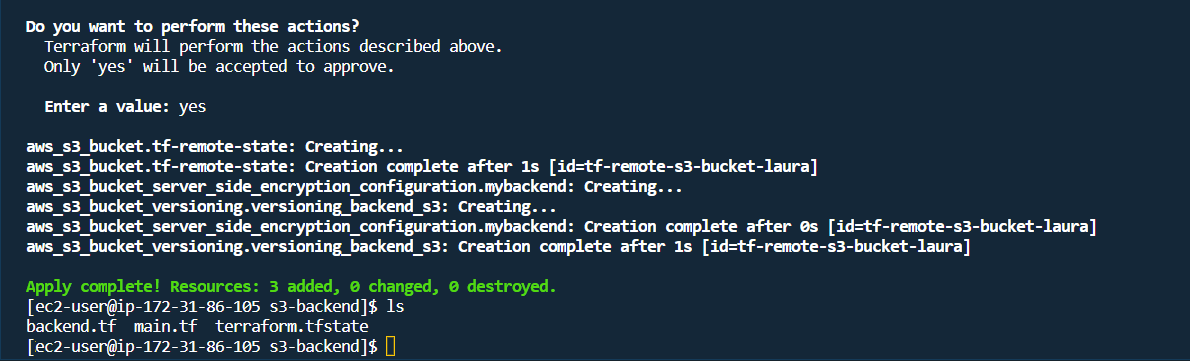 Do you want to perform these actions?
Terraform will perform the actions described above.
Only 'yes' will be accepted to approve.
Enter a value: yes
aws_s3_bucket.tf-remote-state: Creating...
aws_s3_bucket.tf-remote-state: Creation complete after 1s [id=tf-remote-s3-bucket-laura]
aws_s3_bucket_server_side_encryption_configuration.mybackend: Creating...
aws_s3_bucket_versioning.versioning_backend_s3: Creating...
aws_s3_bucket_server_side_encryption_configuration.mybackend: Creation complete after 0s [id=tf-remote-s3-bucket-laura]
aws_s3_bucket_versioning.versioning_backend_s3: Creation complete after 1s [id=tf-remote-s3-bucket-laura]
Apply complete! Resources: 3 added, 0 changed, 0 destroyed.
[ec2-user@ip-172-31-86-105 s3-backend]$ ls
backend.tf  main.tf  terraform.tfstate
[ec2-user@ip-172-31-86-105 s3-backend]$